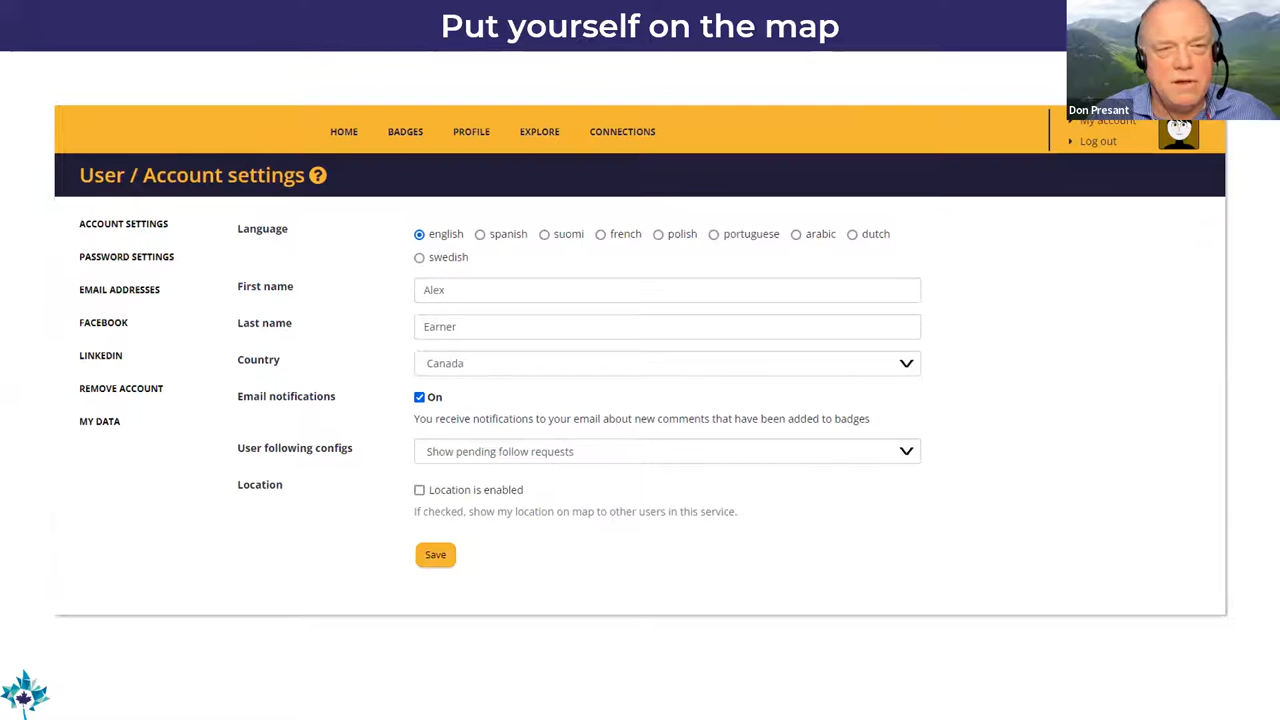 Put yourself on the map
Don Presant
HOME BADGES PROFILE EXPLORE CONNECTIONS
My account
Log out
User / Account settings ?
ACCOUNT SETTINGS
PASSWORD SETTINGS
EMAIL ADDRESSES
FACEBOOK
LINKEDIN
REMOVE ACCOUNT
MY DATA
Language
english spanish suomi french polish portuguese arabic dutch
swedish
First name Alex
Last name Earner
Country Canada
Email notifications On
You receive notifications to your email about new comments that have been added to badges
User following configs Show pending follow requests
Location Location is enabled
If checked, show my location on map to other users in this service.
Save